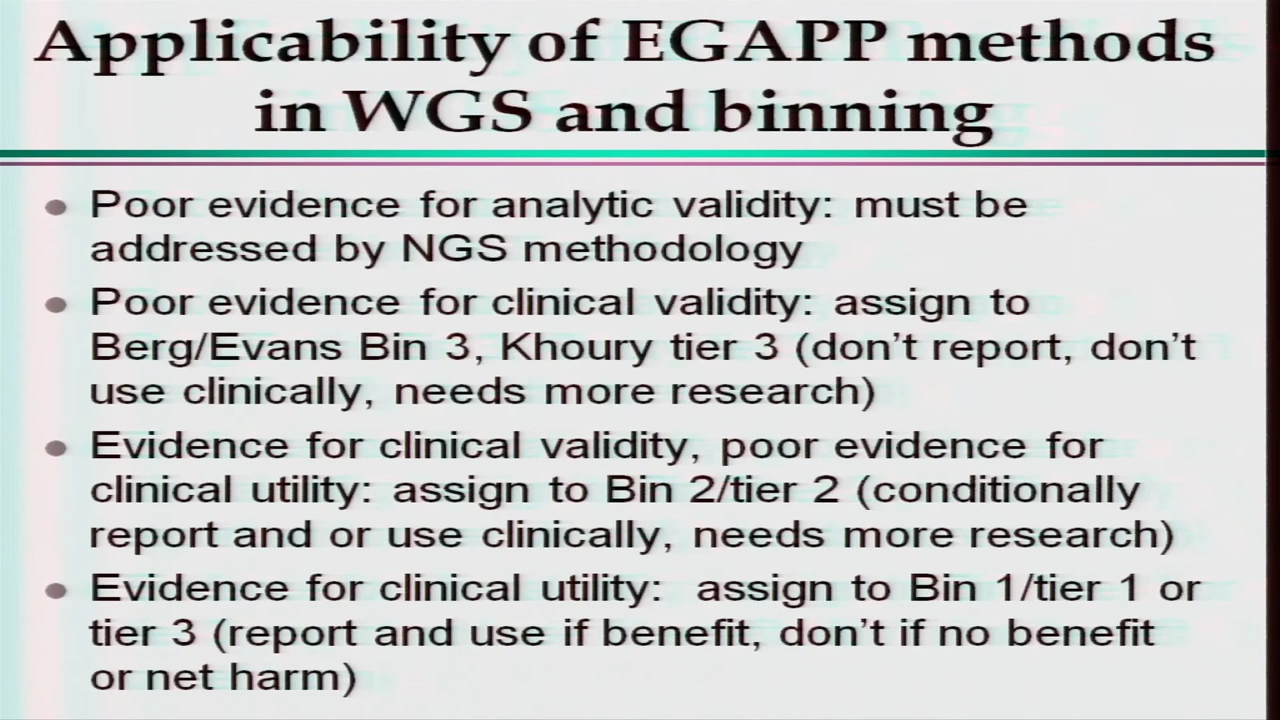 Applicability of EGAPP methods
in WGS and binning
• Poor evidence for analytic validity: must be
addressed by NGS methodology
• Poor evidence for clinical validity: assign to
Berg/Evans Bin 3, Khoury tier 3 (don't report, don't
use clinically, needs more research)
• Evidence for clinical validity, poor evidence for
clinical utility: assign to Bin 2/tier 2 (conditionally
report and or use clinically, needs more research)
• Evidence for clinical utility: assign to Bin 1/tier 1 or
tier 3 (report and use if benefit, don't if no benefit
or net harm)